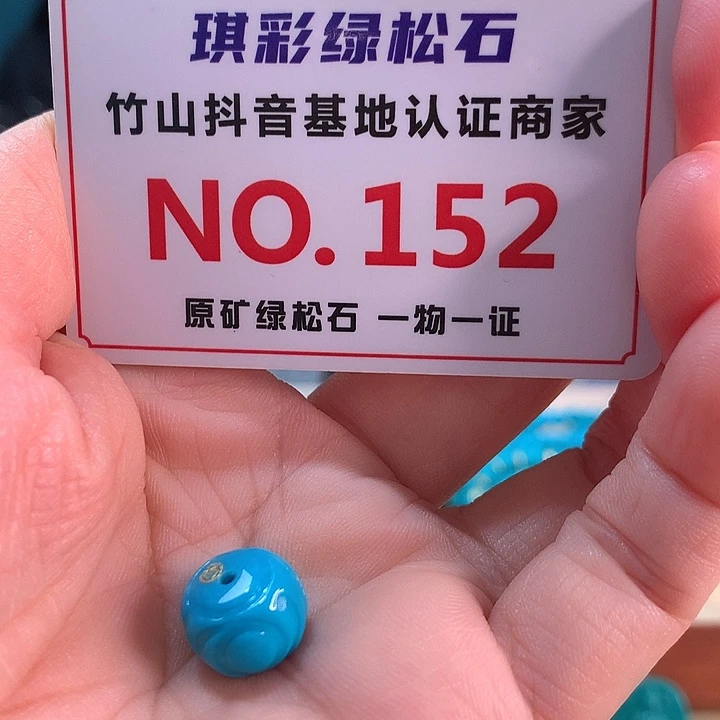 琪彩绿松石
竹山抖音基地认证商家
NO.152
原矿绿松石 一物一证